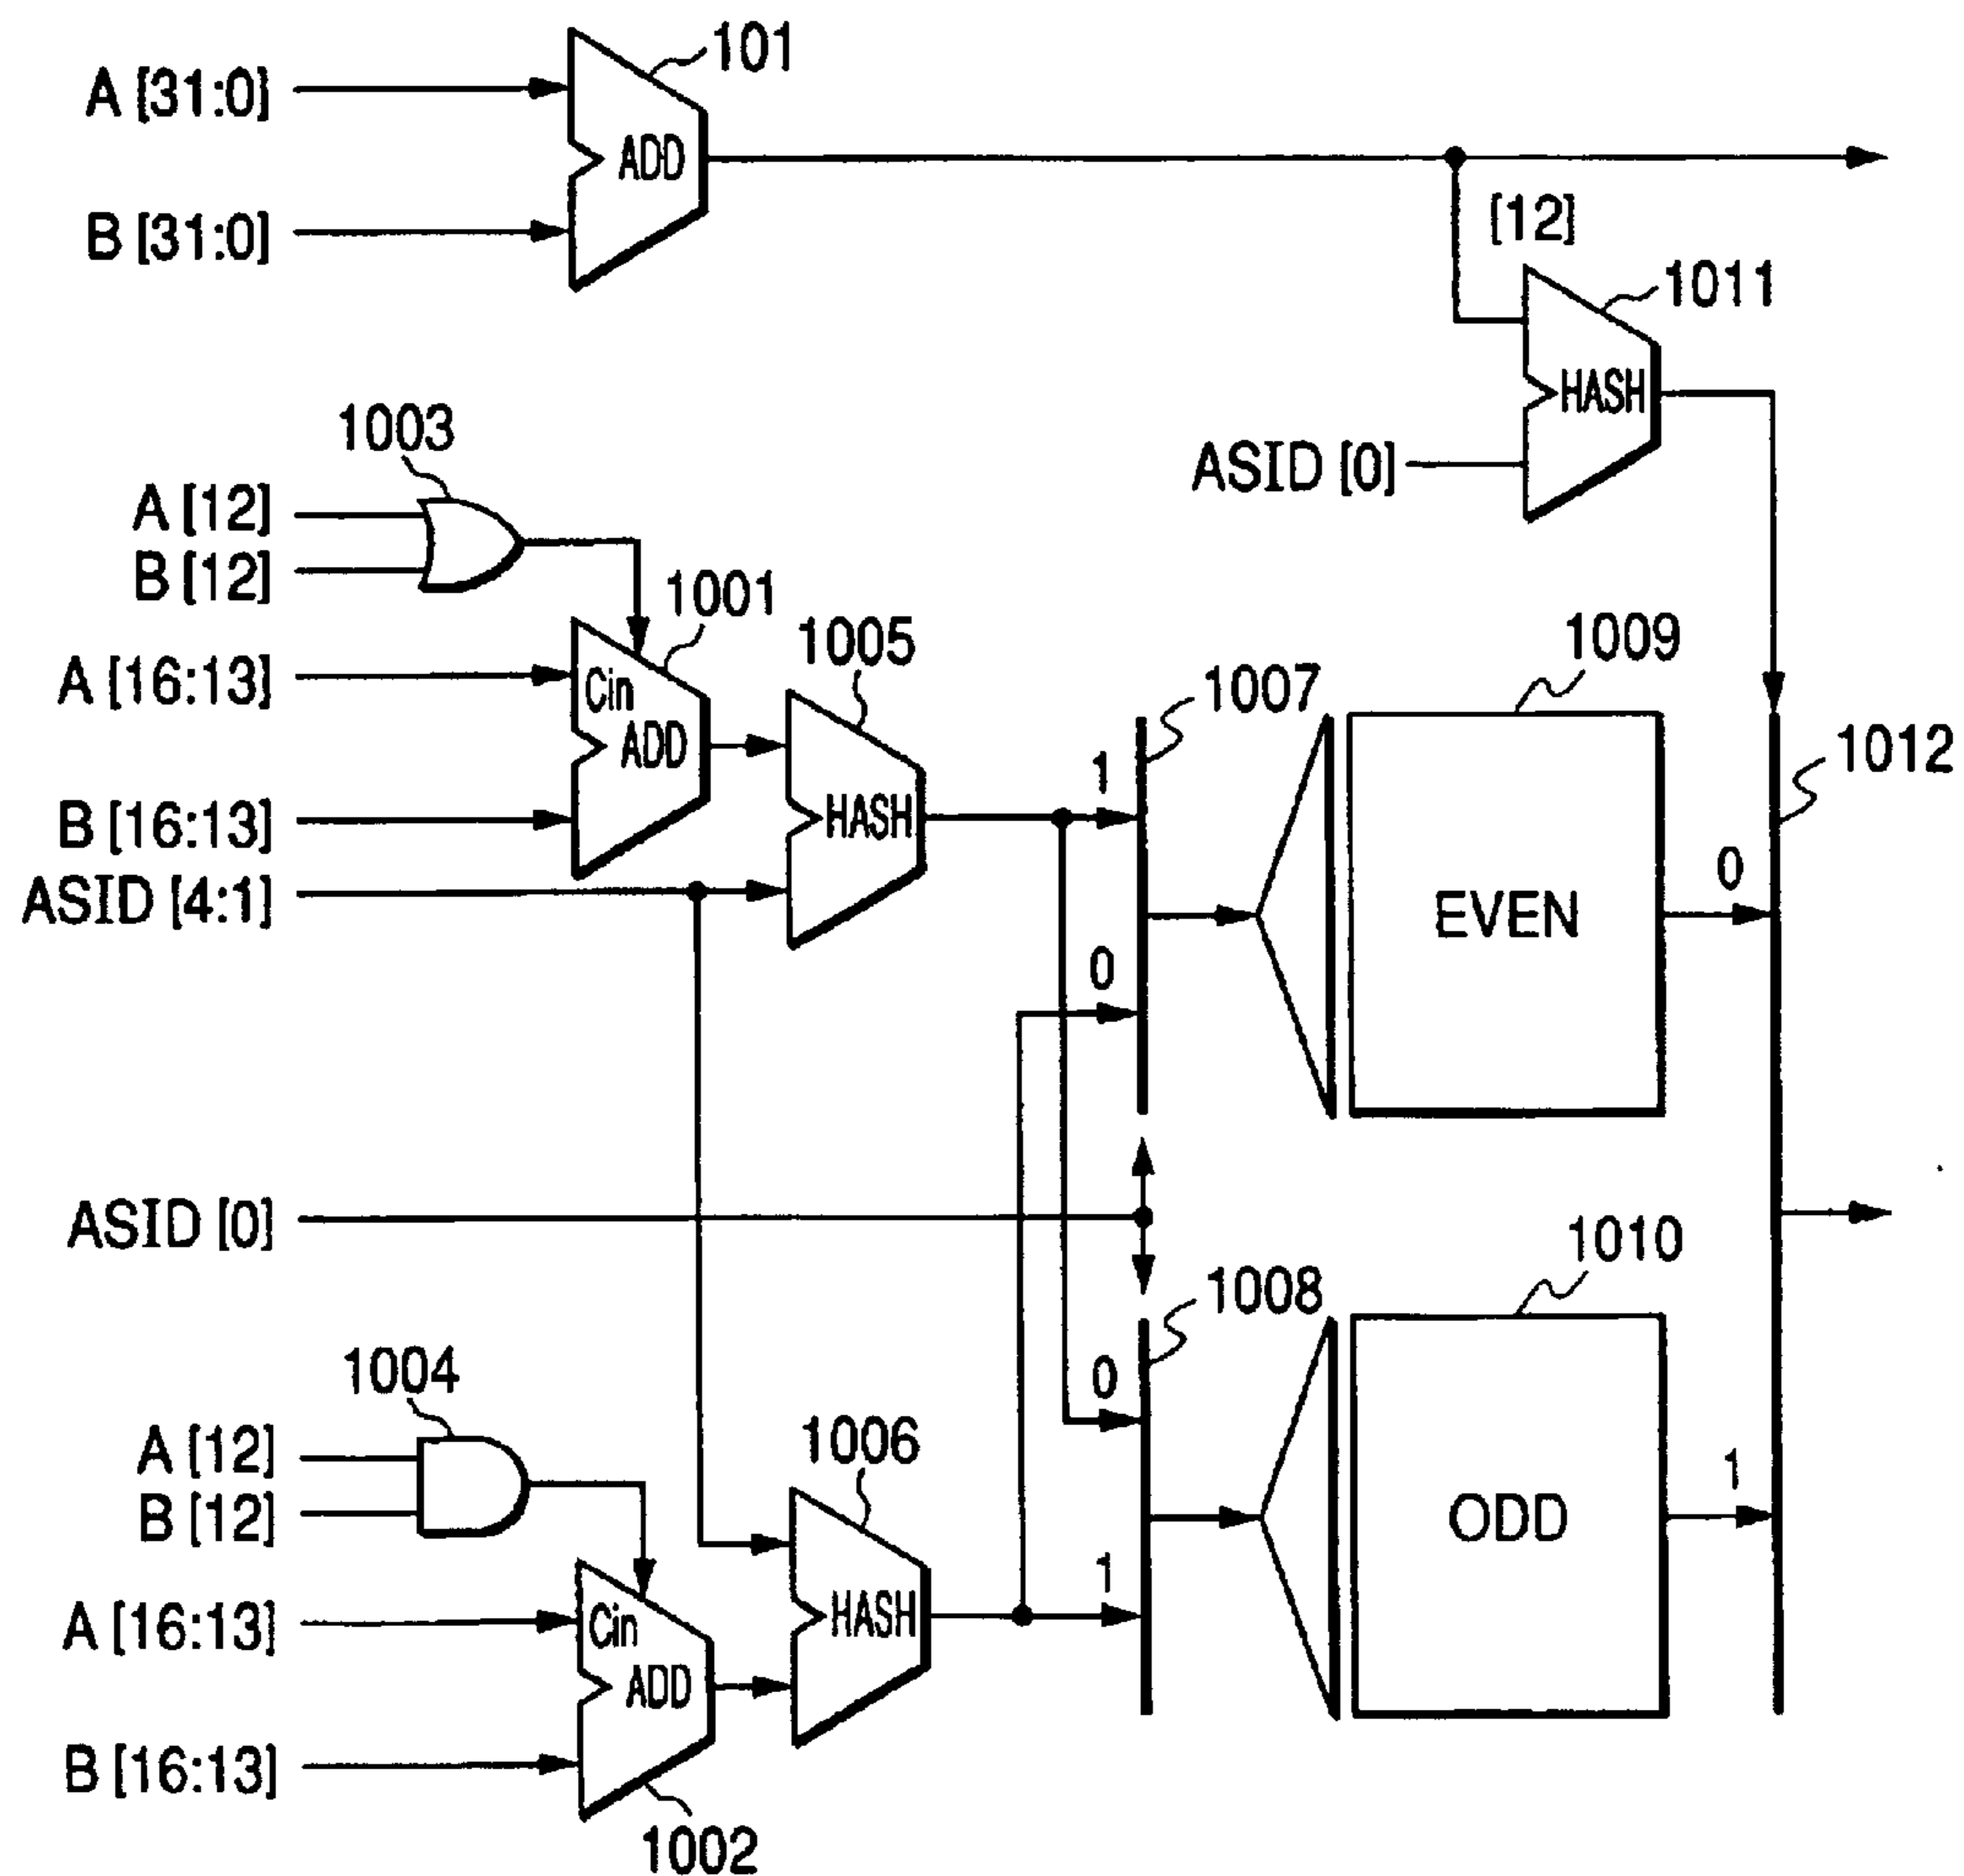 101
A [31:0]
ADD
B [31:0]
[12]
1011
HASH
ASID [0]
1003
A [12]
B [12]
1001
1005
A [16:13]
Cin
ADD
B [16:13]
HASH
ASID [4:1]
1007
1
0
1009
EVEN
1012
0
ASID [0]
1004
A [12]
B [12]
1006
A [16:13]
Cin
ADD
B [16:13]
HASH
1002
1008
0
1
1010
ODD
1